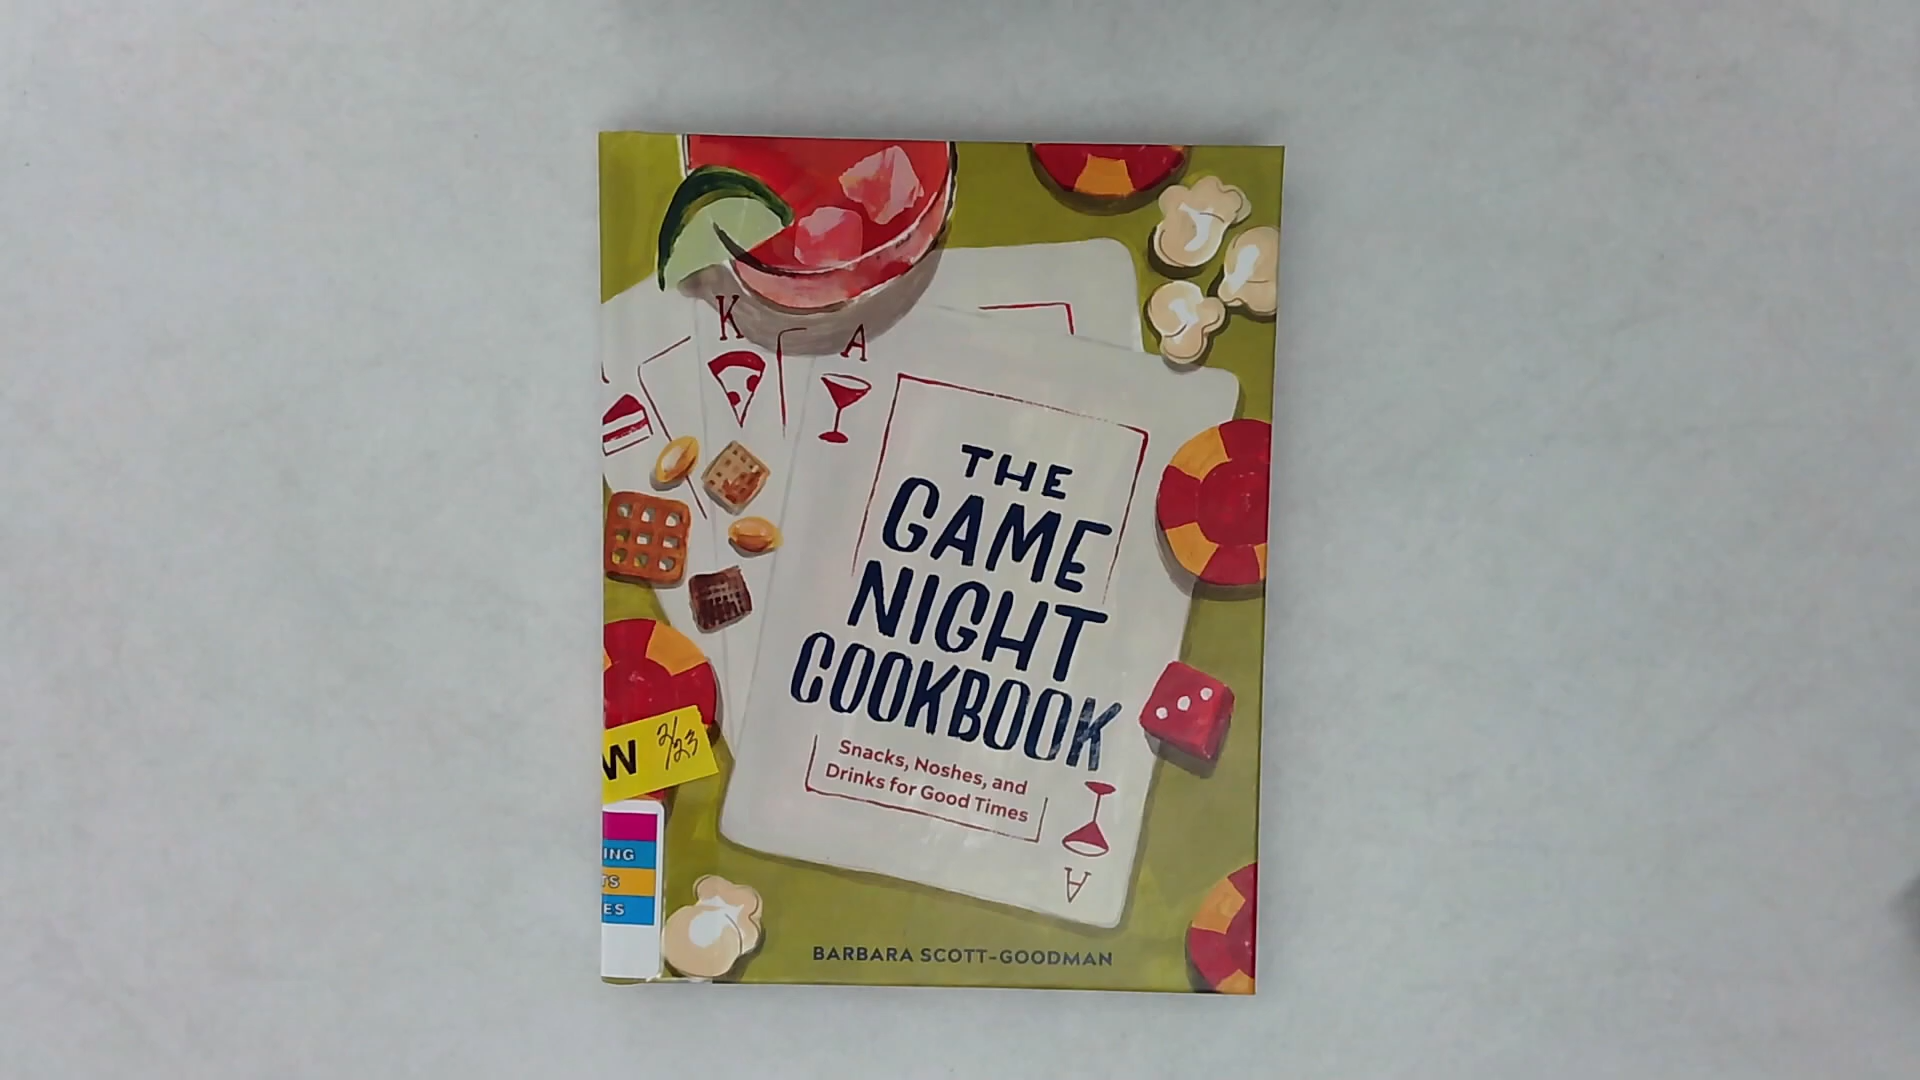 K
A
THE
GAME
NIGHT
COOKBOOK
Snacks, Noshes, and
Drinks for Good Times
A
W 2/23
ING
TS
ES
BARBARA SCOTT-GOODMAN